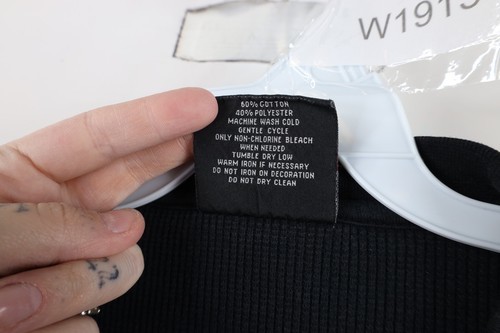 W1915
60% COTTON
40% POLYESTER
MACHINE WASH COLD
GENTLE CYCLE
ONLY NON-CHLORINE BLEACH
WHEN NEEDED
TUMBLE DRY LOW
WARM IRON IF NECESSARY
DO NOT IRON ON DECORATION
DO NOT DRY CLEAN